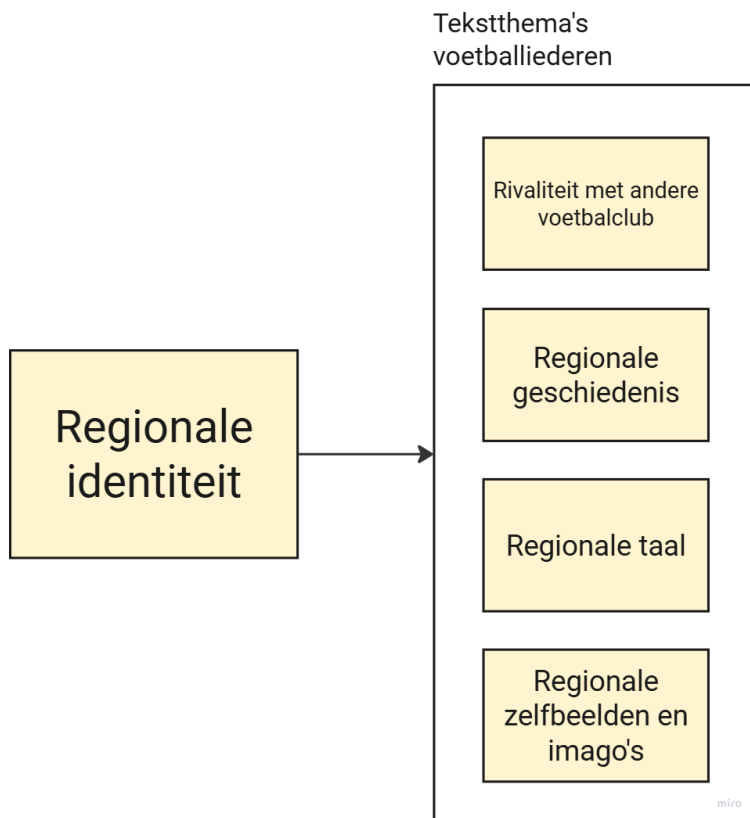 Tekstthema's
voetballiederen
Rivaliteit met andere
voetbalclub
Regionale
geschiedenis
Regionale
identiteit
Regionale taal
Regionale
zelfbeelden en
imago's
miro